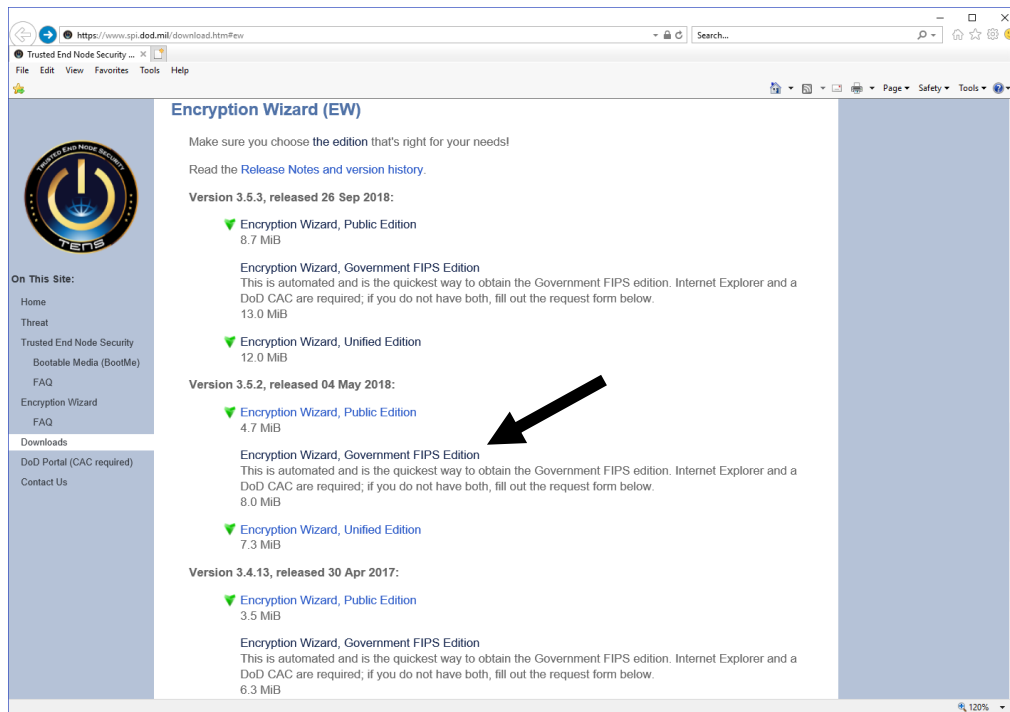 https://www.spi.dod.mil/download.htm#ew
Search...
Trusted End Node Security ...
File Edit View Favorites Tools Help
Page Safety Tools
Encryption Wizard (EW)
Make sure you choose the edition that's right for your needs!
Read the Release Notes and version history.
Version 3.5.3, released 26 Sep 2018:
Encryption Wizard, Public Edition
8.7 MiB
Encryption Wizard, Government FIPS Edition
This is automated and is the quickest way to obtain the Government FIPS edition. Internet Explorer and a
DoD CAC are required; if you do not have both, fill out the request form below.
13.0 MiB
Encryption Wizard, Unified Edition
12.0 MiB
Version 3.5.2, released 04 May 2018:
Encryption Wizard, Public Edition
4.7 MiB
Encryption Wizard, Government FIPS Edition
This is automated and is the quickest way to obtain the Government FIPS edition. Internet Explorer and a
DoD CAC are required; if you do not have both, fill out the request form below.
8.0 MiB
Encryption Wizard, Unified Edition
7.3 MiB
Version 3.4.13, released 30 Apr 2017:
Encryption Wizard, Public Edition
3.5 MiB
Encryption Wizard, Government FIPS Edition
This is automated and is the quickest way to obtain the Government FIPS edition. Internet Explorer and a
DoD CAC are required; if you do not have both, fill out the request form below.
6.3 MiB
TRUSTED END NODE SECURITY
TENS
On This Site:
Home
Threat
Trusted End Node Security
Bootable Media (BootMe)
FAQ
Encryption Wizard
FAQ
Downloads
DoD Portal (CAC required)
Contact Us
120%